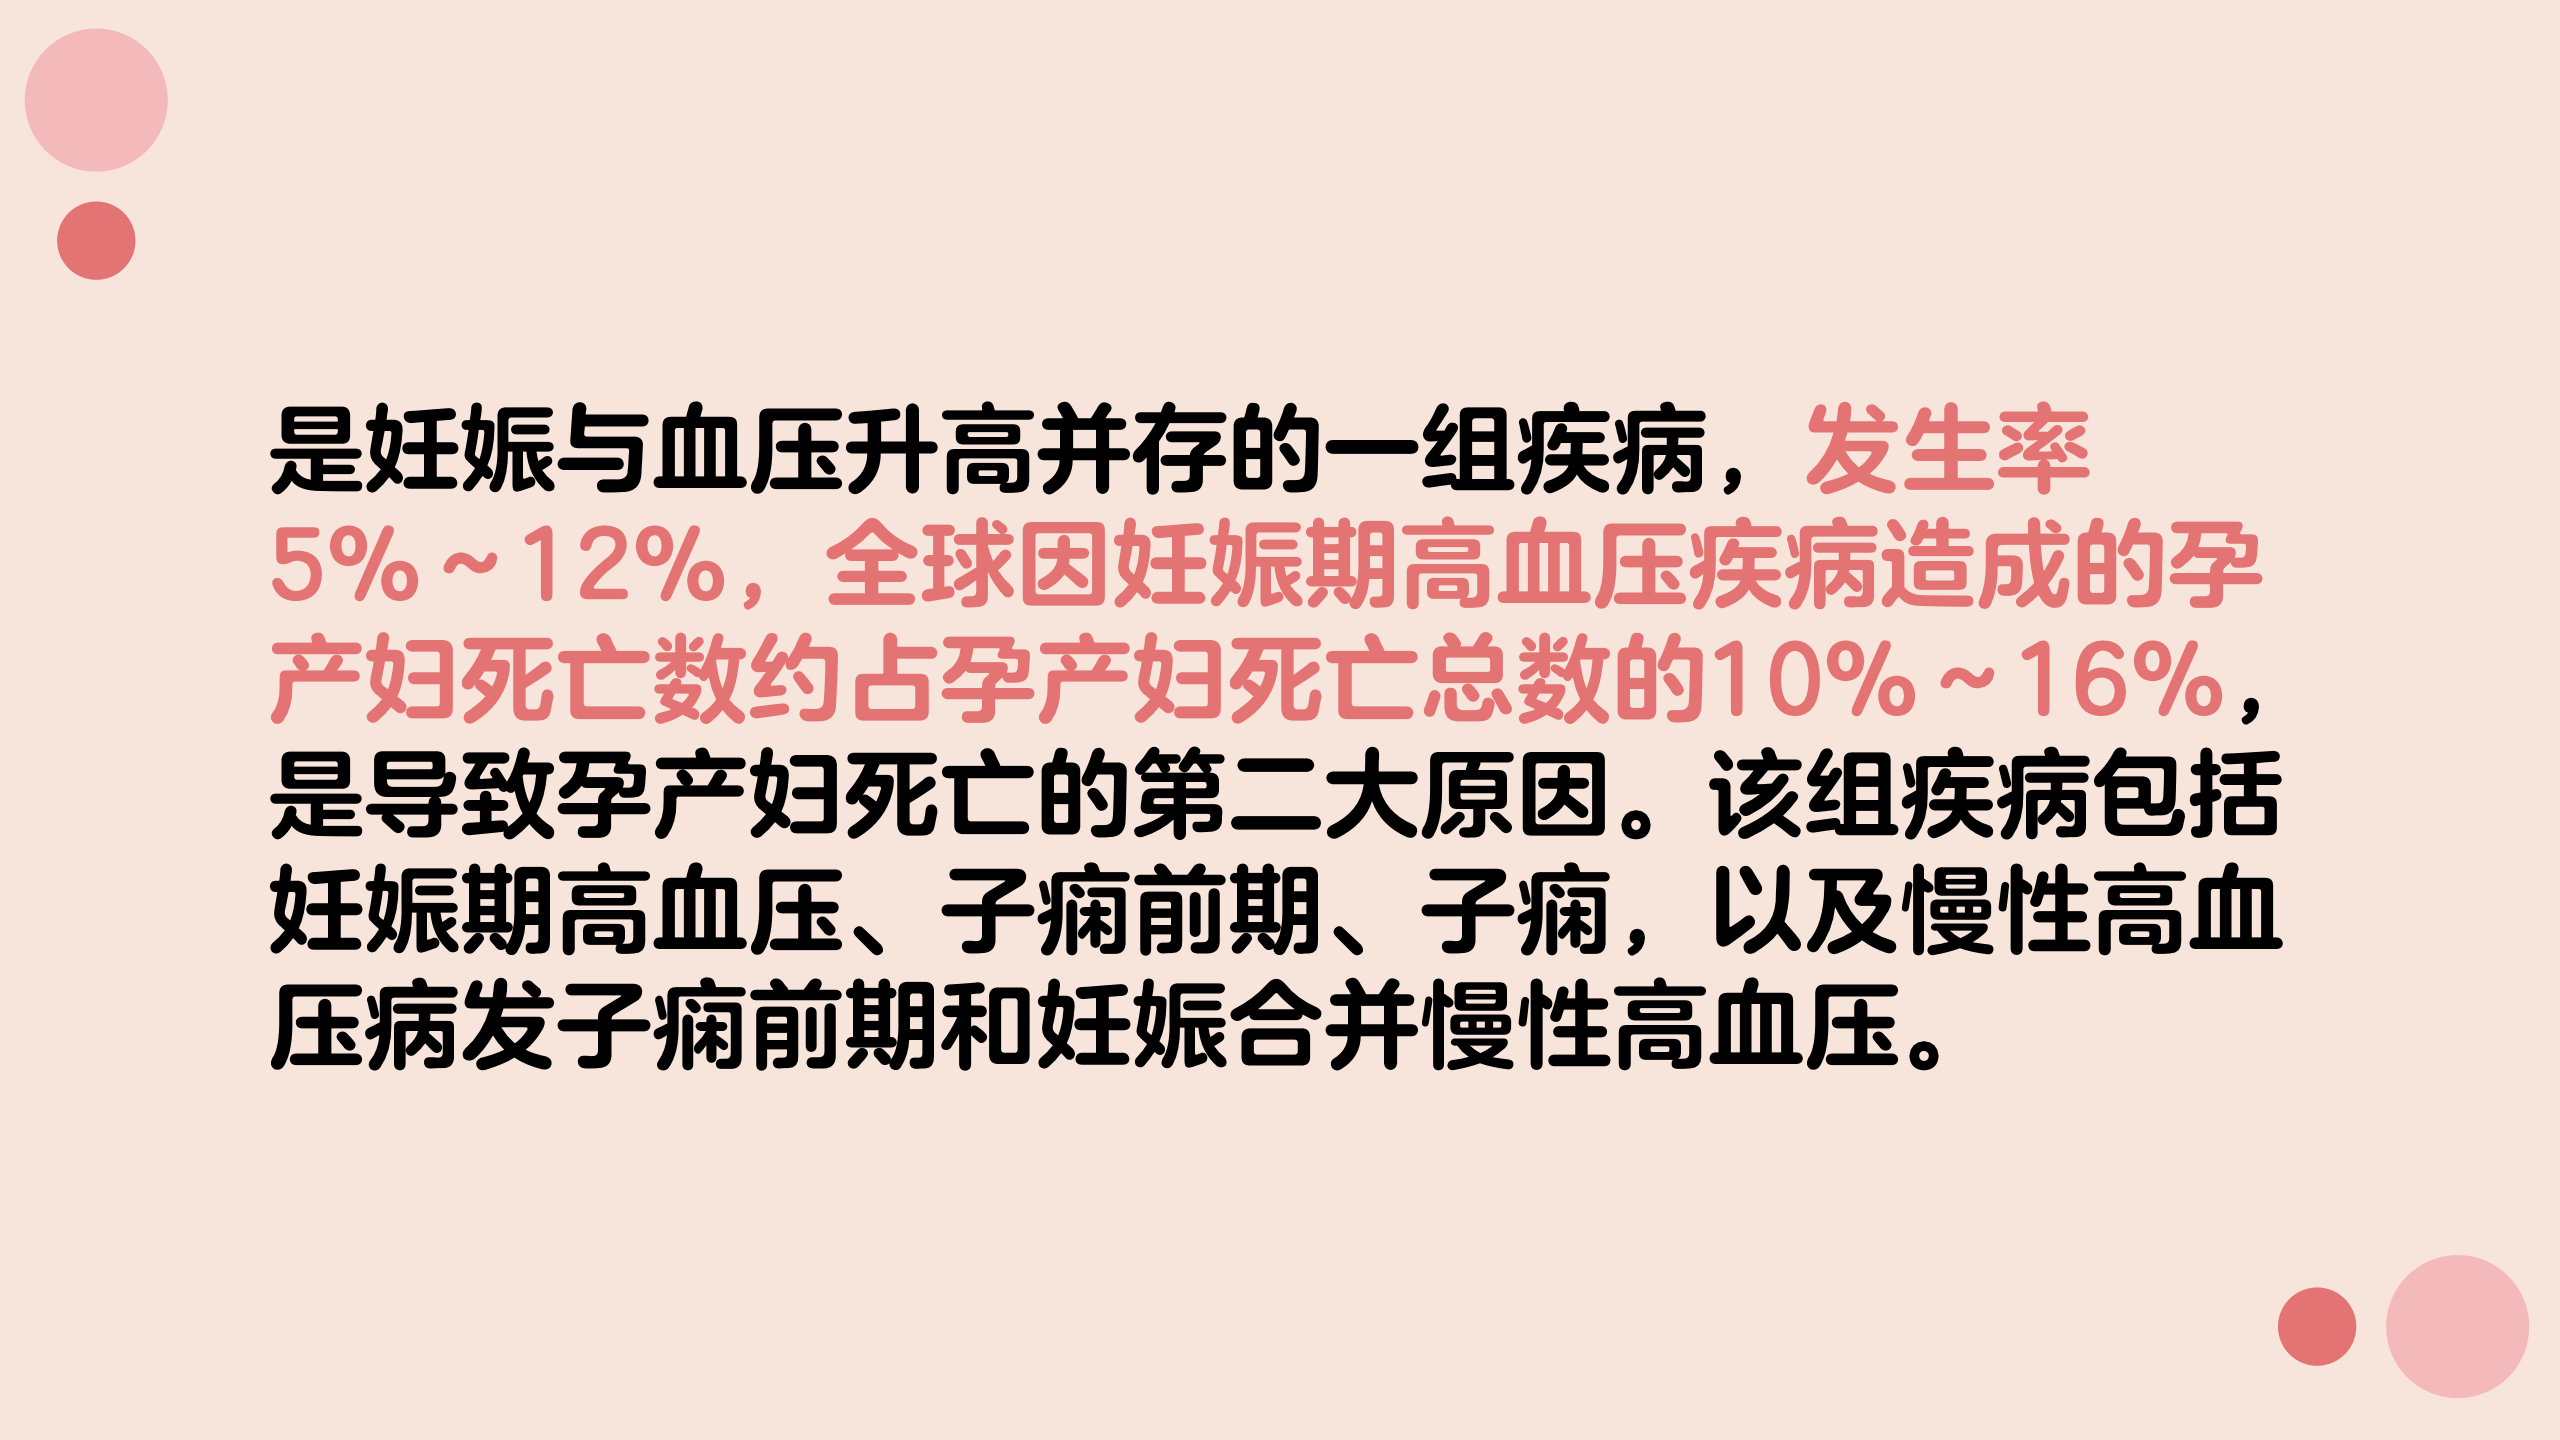 是妊娠与血压升高并存的一组疾病，发生率
5%~12%，全球因妊娠期高血压疾病造成的孕
产妇死亡数约占孕产妇死亡总数的10%~16%，
是导致孕产妇死亡的第二大原因。该组疾病包括
妊娠期高血压、子痫前期、子痫，以及慢性高血
压病发子痫前期和妊娠合并慢性高血压。